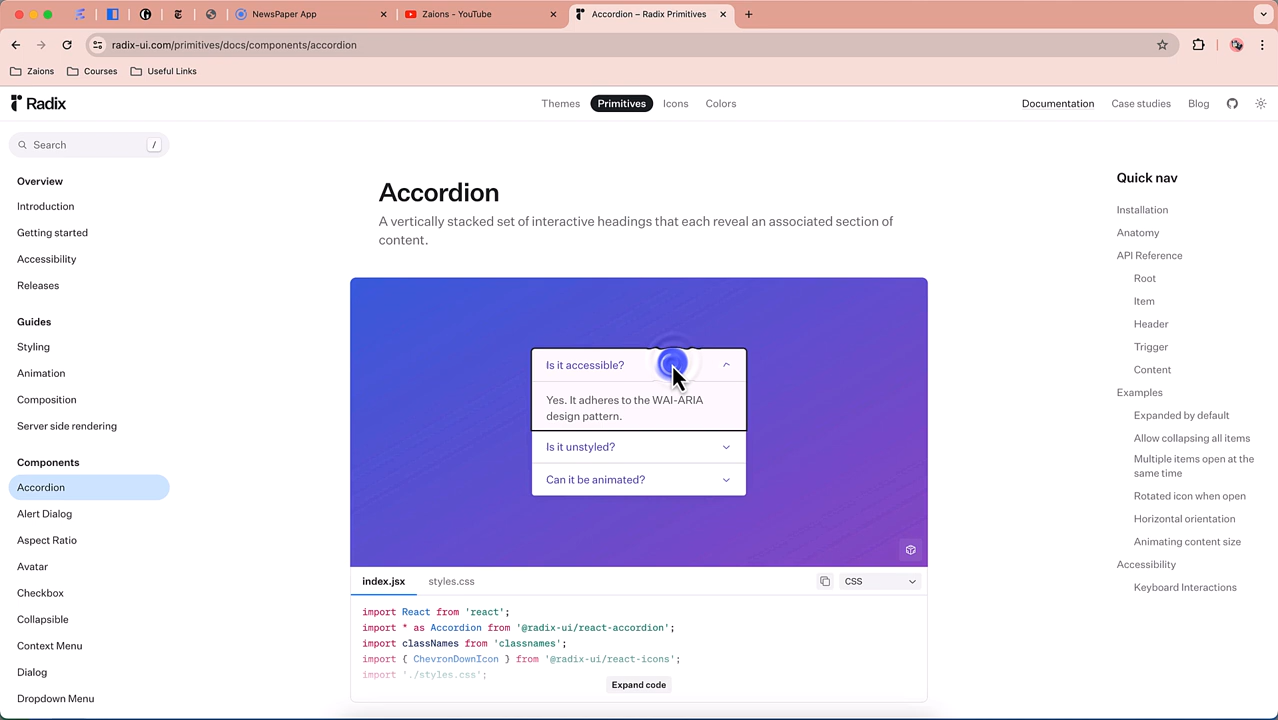 NewsPaper App
Zaions - YouTube
Accordion – Radix Primitives
radix-ui.com/primitives/docs/components/accordion
Zaions
Courses
Useful Links
Radix
Themes
Primitives
Icons
Colors
Documentation
Case studies
Blog
Search
/
Overview
Introduction
Getting started
Accessibility
Releases
Guides
Styling
Animation
Composition
Server side rendering
Components
Accordion
Alert Dialog
Aspect Ratio
Avatar
Checkbox
Collapsible
Context Menu
Dialog
Dropdown Menu
Accordion
A vertically stacked set of interactive headings that each reveal an associated section of
content.
Is it accessible?
Yes. It adheres to the WAI-ARIA
design pattern.
Is it unstyled?
Can it be animated?
index.jsx
styles.css
CSS
import React from 'react';
import * as Accordion from '@radix-ui/react-accordion';
import classNames from 'classnames';
import { ChevronDownIcon } from '@radix-ui/react-icons';
import './styles.css';
Expand code
Quick nav
Installation
Anatomy
API Reference
Root
Item
Header
Trigger
Content
Examples
Expanded by default
Allow collapsing all items
Multiple items open at the
same time
Rotated icon when open
Horizontal orientation
Animating content size
Accessibility
Keyboard Interactions